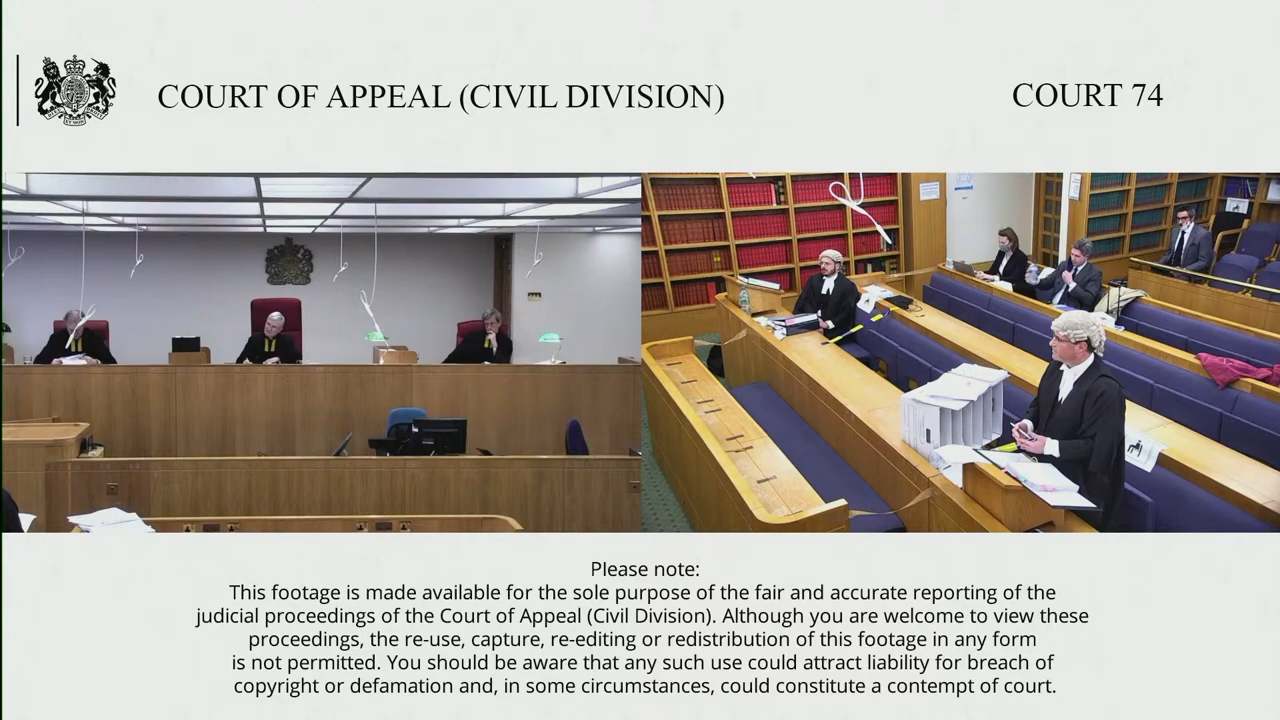 COURT OF APPEAL (CIVIL DIVISION)
COURT 74
Please note:
This footage is made available for the sole purpose of the fair and accurate reporting of the
judicial proceedings of the Court of Appeal (Civil Division). Although you are welcome to view these
proceedings, the re-use, capture, re-editing or redistribution of this footage in any form
is not permitted. You should be aware that any such use could attract liability for breach of
copyright or defamation and, in some circumstances, could constitute a contempt of court.